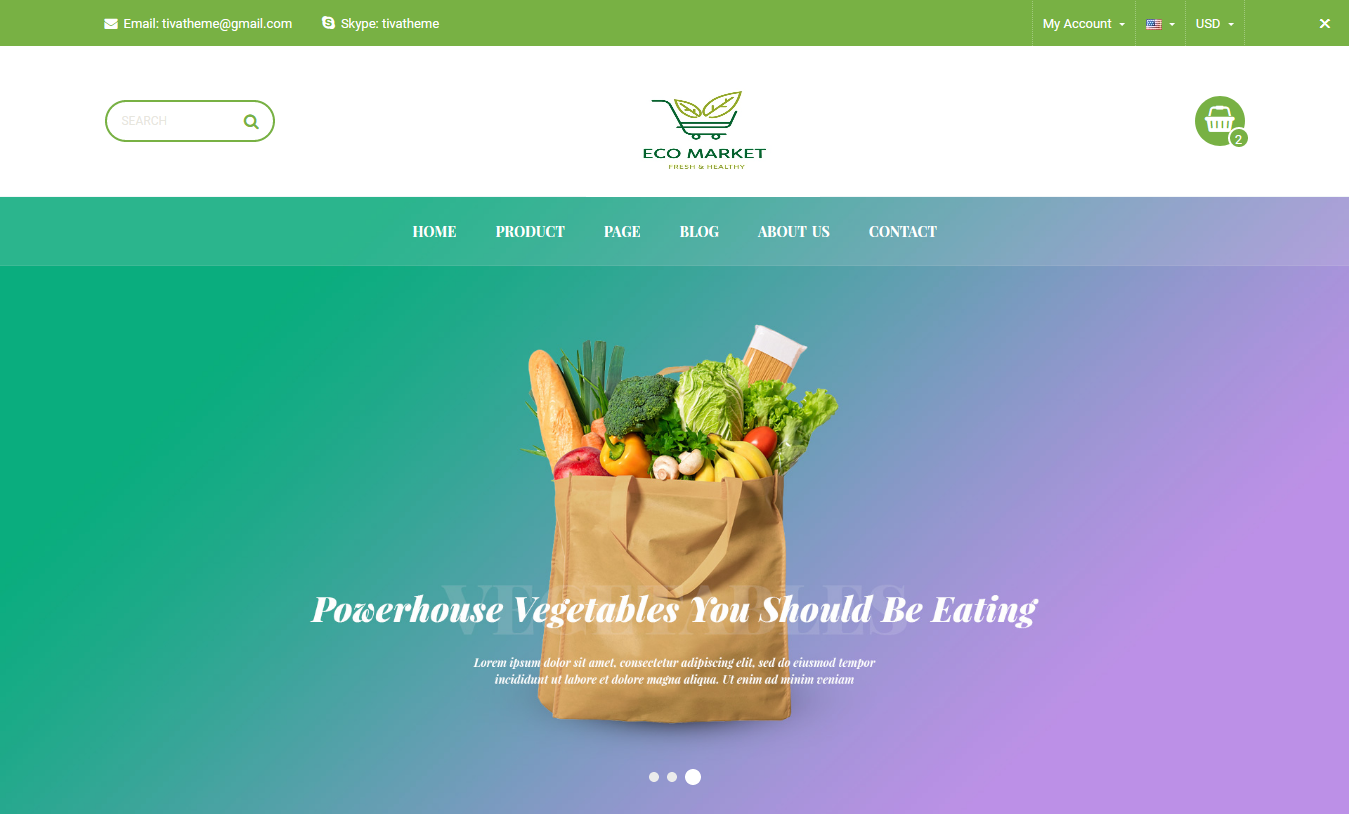 Email: tivatheme@gmail.com
Skype: tivatheme
My Account
USD
SEARCH
ECO MARKET
FRESH & HEALTHY
2
HOME
PRODUCT
PAGE
BLOG
ABOUT US
CONTACT
VEGETABLES
Powerhouse Vegetables You Should Be Eating
Lorem ipsum dolor sit amet, consectetur adipiscing elit, sed do eiusmod tempor
incididunt ut labore et dolore magna aliqua. Ut enim ad minim veniam